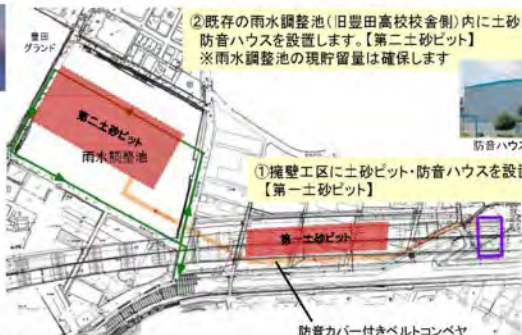 ②既存の雨水調整池(旧豊田高校校舎側)内に土砂
防音ハウスを設置します。【第二土砂ピット】
※雨水調整池の現貯留量は確保します
豊田
グランド
防音ハウス
第二土砂ピット
雨水調整池
①擁壁工区に土砂ピット・防音ハウスを設置
【第一土砂ピット】
第一土砂ピット
防音カバー付きベルトコンベヤ